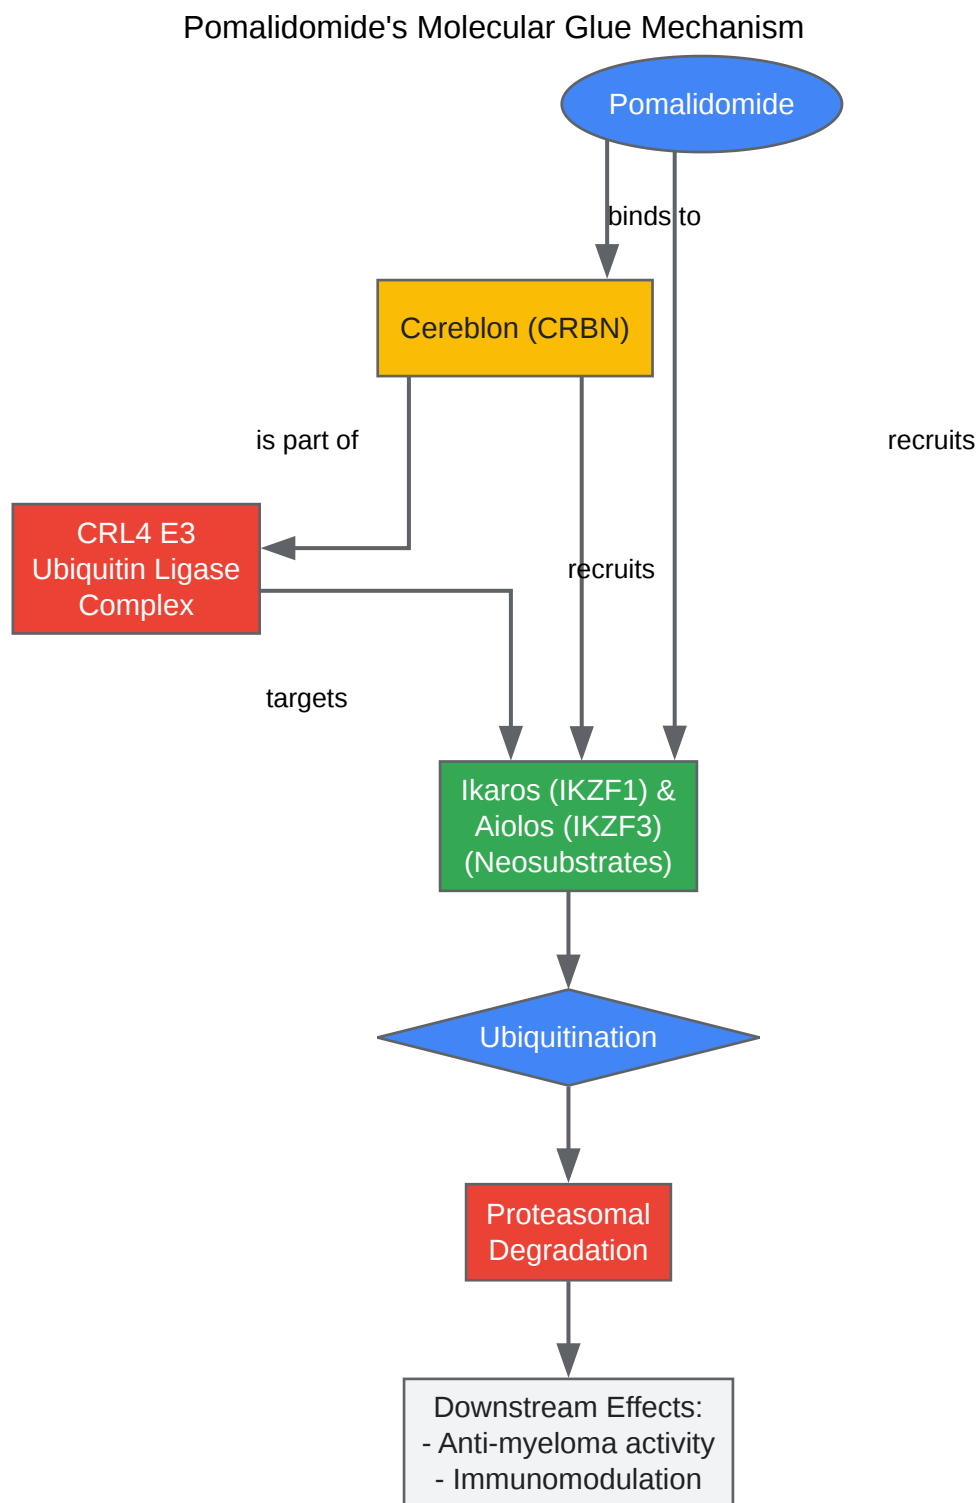 Pomalidomide's Molecular Glue Mechanism
Pomalidomide
binds to
Cereblon (CRBN)
is part of
recruits
CRL4 E3
Ubiquitin Ligase
Complex
recruits
targets
Ikaros (IKZF1) &
Aiolos (IKZF3)
(Neosubstrates)
Ubiquitination
Proteasomal
Degradation
Downstream Effects:
- Anti-myeloma activity
- Immunomodulation